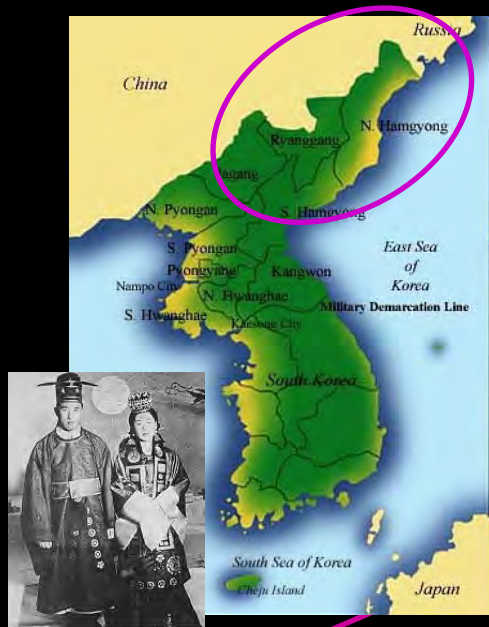 Russia
China
N. Hamgyong
Ryanggang
Jagang
S. Hamgyong
N. Pyongan
S. Pyongan
East Sea
of
Korea
Pyongyang
Kangwon
Nampo City
N. Hwanghae
Military Demarcation Line
S. Hwanghae
Kaesong City
South Korea
South Sea of Korea
Cheju Island
Japan